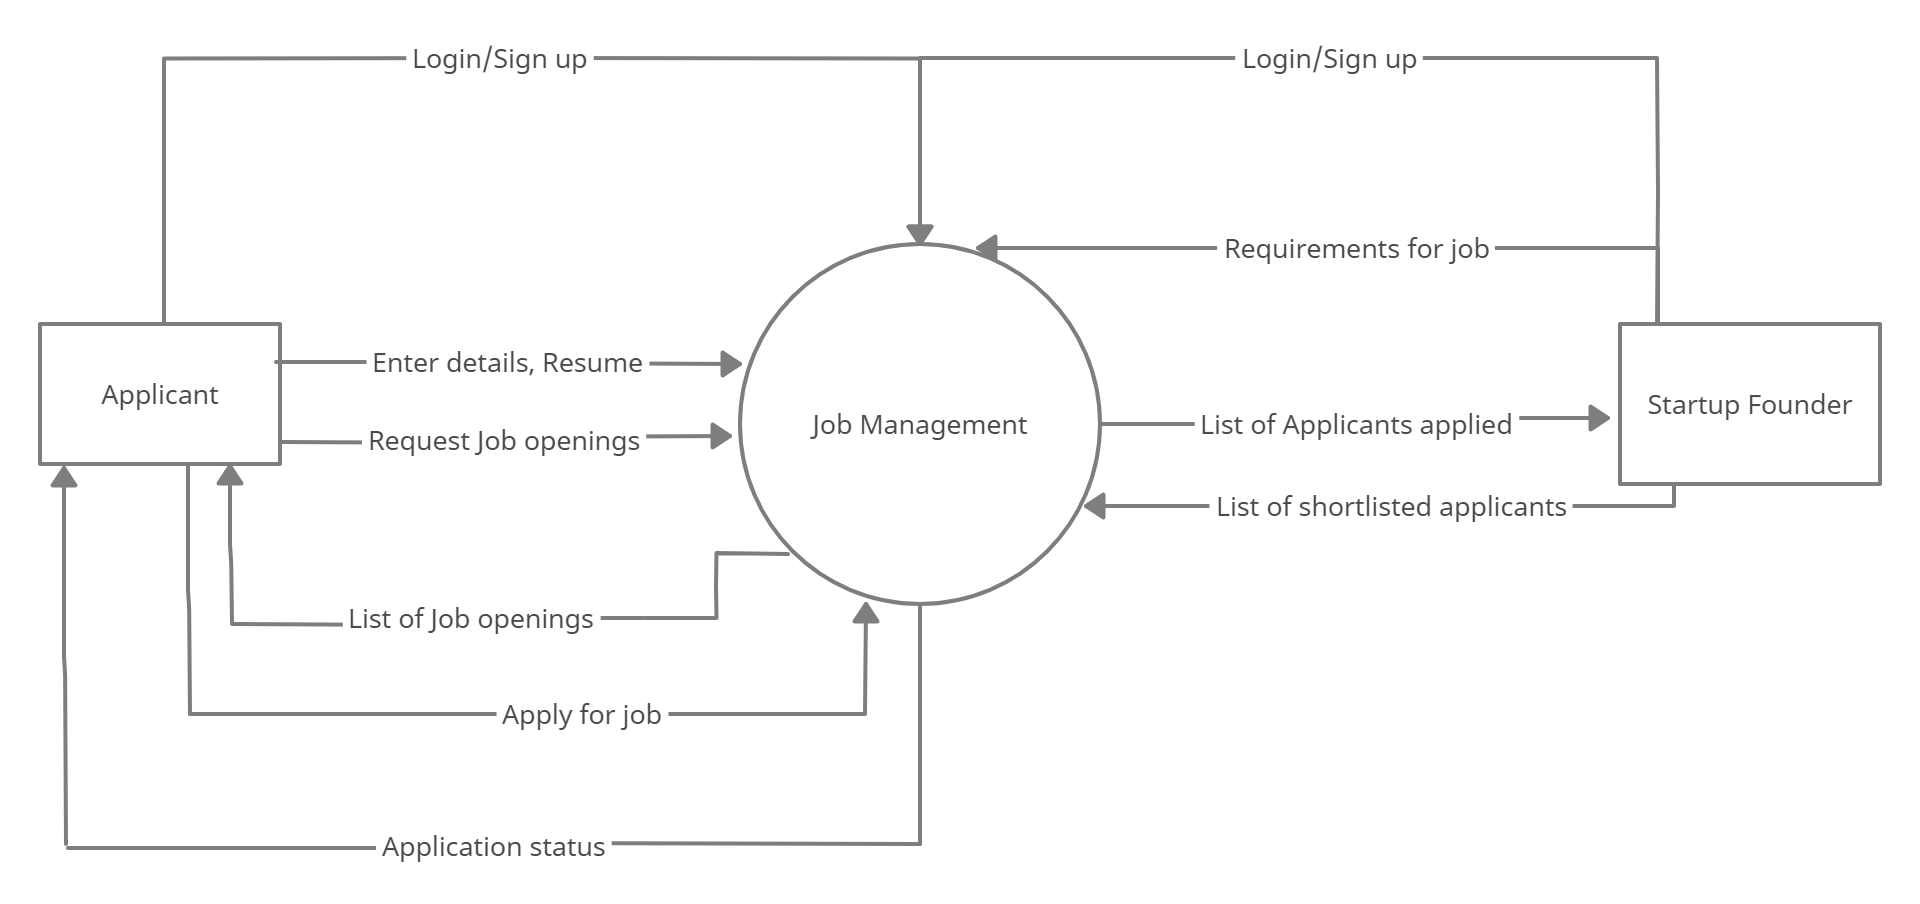 Login/Sign up
Login/Sign up
Requirements for job
Enter details, Resume
Applicant
Startup Founder
Job Management
List of Applicants applied
Request Job openings
List of shortlisted applicants
List of Job openings
Apply for job
Application status